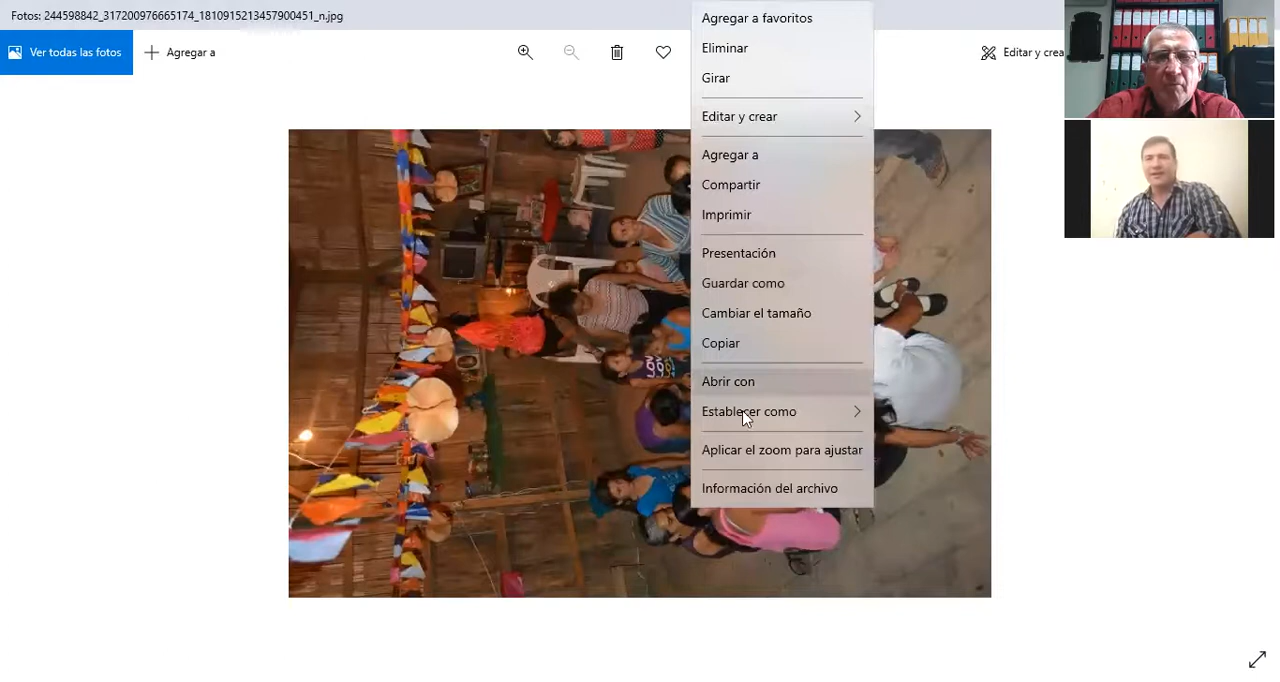 Fotos: 244598842_317200976665174_1810915213457900451_n.jpg
Ver todas las fotos
Agregar a
Editar y crea
Agregar a favoritos
Eliminar
Girar
Editar y crear
Agregar a
Compartir
Imprimir
Presentación
Guardar como
Cambiar el tamaño
Copiar
Abrir con
Establecer como
Aplicar el zoom para ajustar
Información del archivo